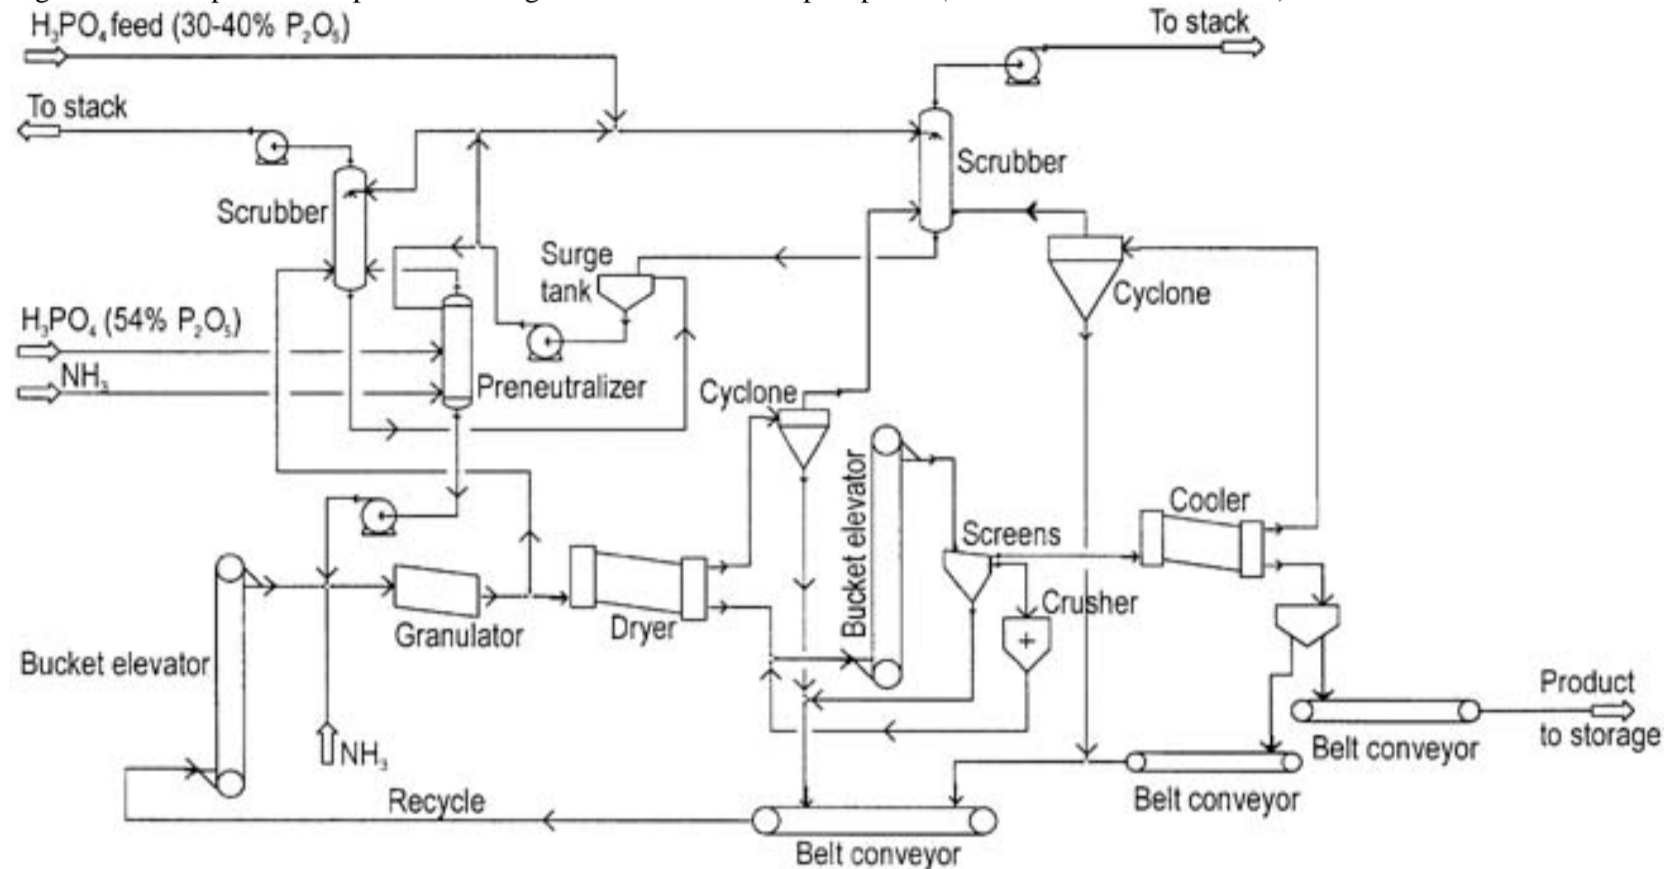 H₃PO₄ feed (30-40% P₂O₅)
To stack
To stack
Scrubber
Scrubber
Surge
tank
Cyclone
H₃PO₄ (54% P₂O₅)
NH₃
Preneutralizer
Cyclone
Bucket elevator
Cooler
Screens
Crusher
Granulator
Dryer
Bucket elevator
Product
to storage
Belt conveyor
NH₃
Belt conveyor
Recycle
Belt conveyor